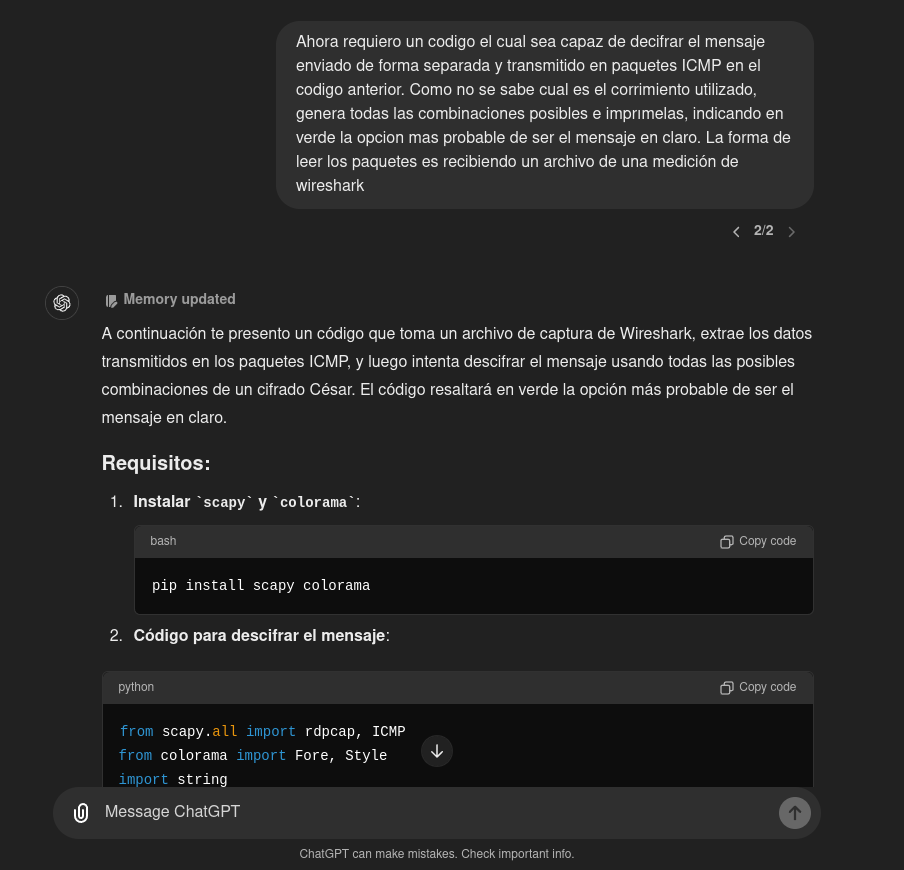 Ahora requiero un codigo el cual sea capaz de decifrar el mensaje
enviado de forma separada y transmitido en paquetes ICMP en el
codigo anterior. Como no se sabe cual es el corrimiento utilizado,
genera todas las combinaciones posibles e imprımelas, indicando en
verde la opcion mas probable de ser el mensaje en claro. La forma de
leer los paquetes es recibiendo un archivo de una medición de
wireshark
2/2
Memory updated
A continuación te presento un código que toma un archivo de captura de Wireshark, extrae los datos
transmitidos en los paquetes ICMP, y luego intenta descifrar el mensaje usando todas las posibles
combinaciones de un cifrado César. El código resaltará en verde la opción más probable de ser el
mensaje en claro.
Requisitos:
1. Instalar `scapy` y `colorama`:
bash Copy code
pip install scapy colorama
2. Código para descifrar el mensaje:
python Copy code
from scapy.all import rdpcap, ICMP
from colorama import Fore, Style
import string
Message ChatGPT
ChatGPT can make mistakes. Check important info.